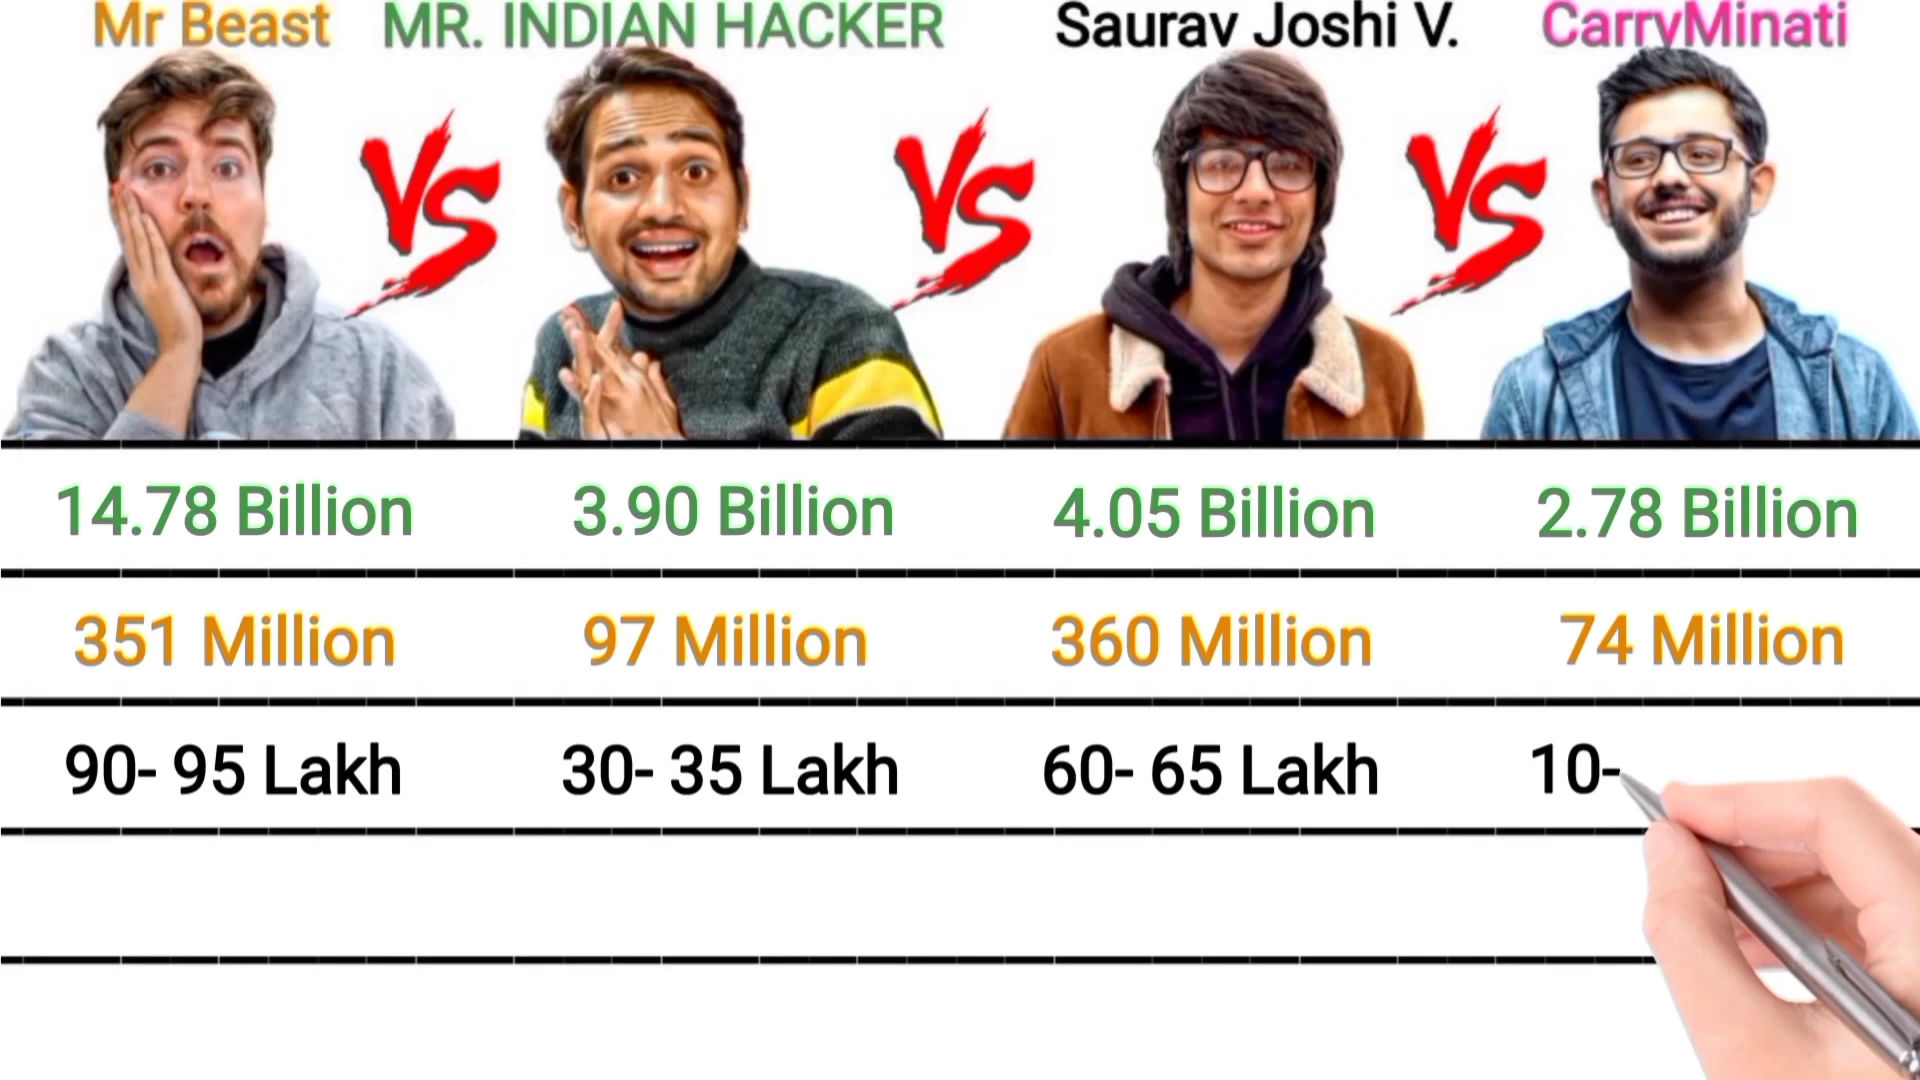 Mr Beast MR. INDIAN HACKER Saurav Joshi V. CarryMinati
VS VS VS
14.78 Billion 3.90 Billion 4.05 Billion 2.78 Billion
351 Million 97 Million 360 Million 74 Million
90- 95 Lakh 30- 35 Lakh 60- 65 Lakh 10-